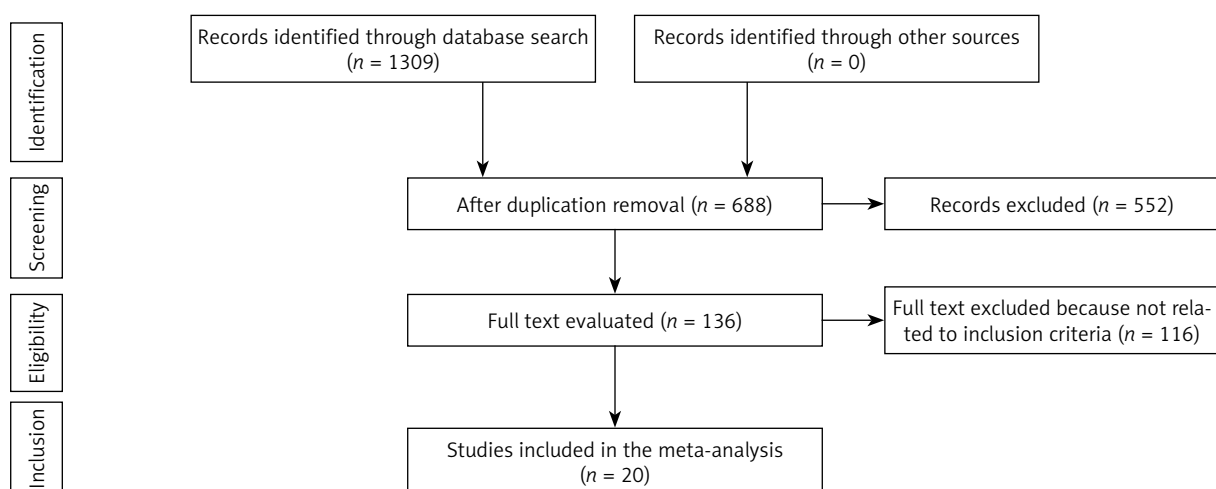 Identification
Records identified through database search
(n = 1309)
Records identified through other sources
(n = 0)
Screening
After duplication removal (n = 688)
Records excluded (n = 552)
Eligibility
Full text evaluated (n = 136)
Full text excluded because not rela-
ted to inclusion criteria (n = 116)
Inclusion
Studies included in the meta-analysis
(n = 20)